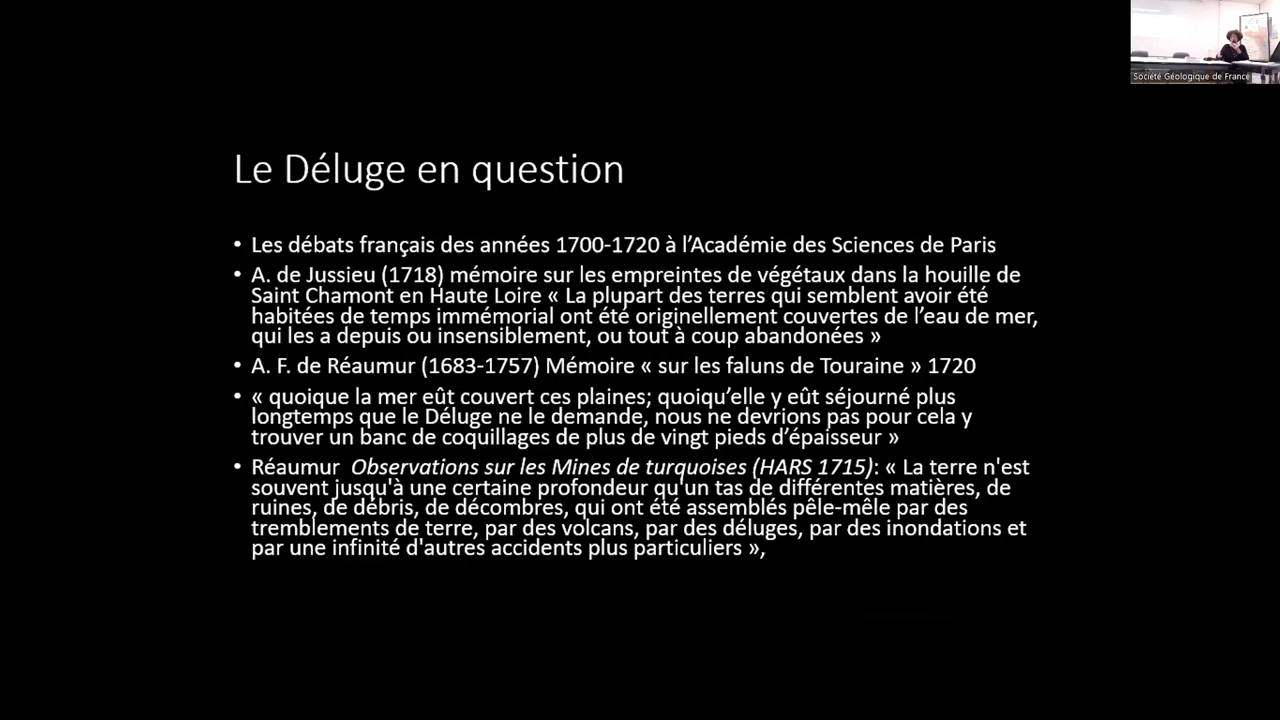 Société Géologique de France
Le Déluge en question
• Les débats français des années 1700-1720 à l’Académie des Sciences de Paris
• A. de Jussieu (1718) mémoire sur les empreintes de végétaux dans la houille de
Saint Chamont en Haute Loire « La plupart des terres qui semblent avoir été
habitées de temps immémorial ont été originellement couvertes de l’eau de mer,
qui les a depuis ou insensiblement, ou tout à coup abandonées »
• A. F. de Réaumur (1683-1757) Mémoire « sur les faluns de Touraine » 1720
• « quoique la mer eût couvert ces plaines; quoiqu’elle y eût séjourné plus
longtemps que le Déluge ne le demande, nous ne devrions pas pour cela y
trouver un banc de coquillages de plus de vingt pieds d’épaisseur »
• Réaumur Observations sur les Mines de turquoises (HARS 1715): « La terre n'est
souvent jusqu'à une certaine profondeur qu'un tas de différentes matières, de
ruines, de débris, de décombres, qui ont été assemblés pêle-mêle par des
tremblements de terre, par des volcans, par des déluges, par des inondations et
par une infinité d'autres accidents plus particuliers »,